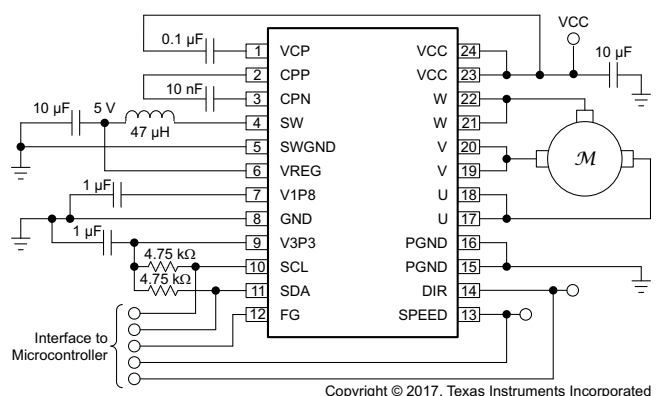 VCC
0.1 µF
10 µF
1 VCP VCC 24
2 CPP VCC 23
10 nF
3 CPN W 22
10 µF 5 V
47 µH
4 SW W 21
5 SWGND V 20
6 VREG V 19
M
1 µF
7 V1P8 U 18
8 GND U 17
1 µF
9 V3P3 PGND 16
4.75 kΩ
10 SCL PGND 15
4.75 kΩ
11 SDA DIR 14
12 FG SPEED 13
Interface to
Microcontroller
Copyright © 2017, Texas Instruments Incorporated